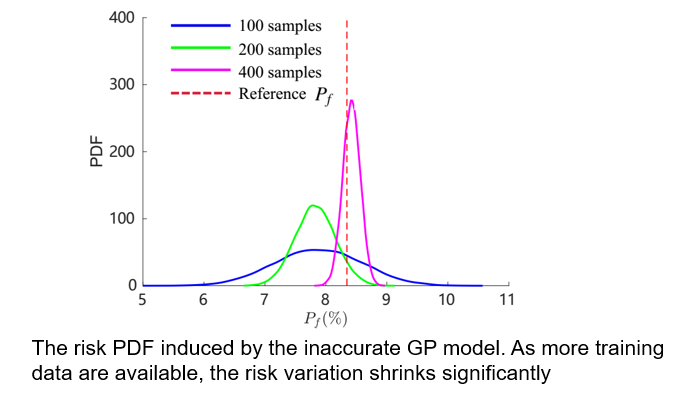 400
300
200
100
0
PDF
100 samples
200 samples
400 samples
Reference P_f
5 6 7 8 9 10 11
P_f(%)
The risk PDF induced by the inaccurate GP model. As more training
data are available, the risk variation shrinks significantly